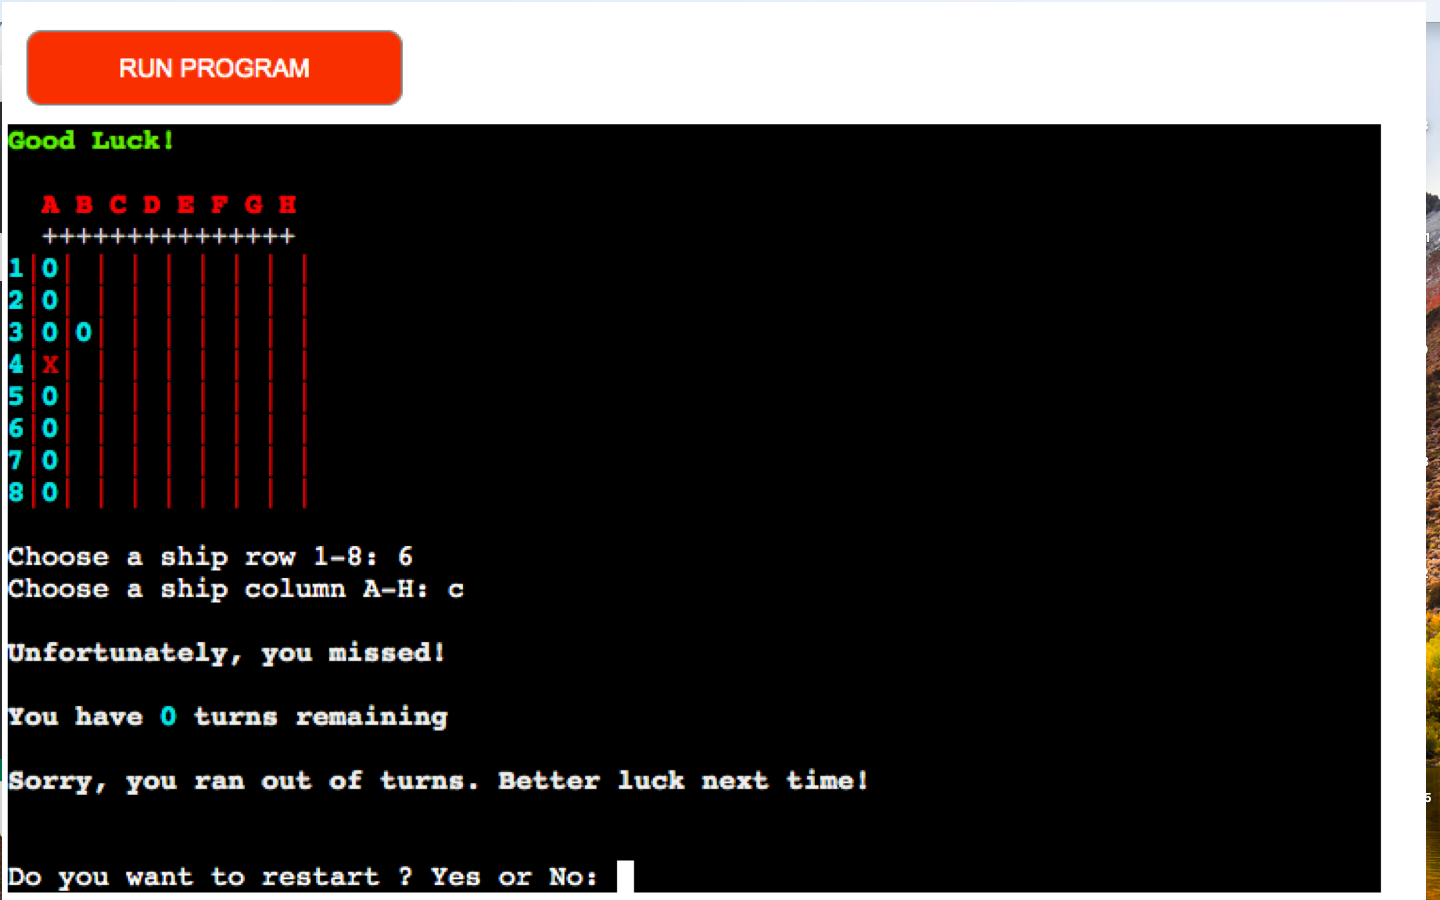 RUN PROGRAM
Good Luck!
A B C D E F G H
+++++++++++++++
1|O| | | | | | | |
2|O| | | | | | | |
3|O|O| | | | | | |
4|X| | | | | | | |
5|O| | | | | | | |
6|O| | | | | | | |
7|O| | | | | | | |
8|O| | | | | | | |
Choose a ship row 1-8: 6
Choose a ship column A-H: c
Unfortunately, you missed!
You have 0 turns remaining
Sorry, you ran out of turns. Better luck next time!
Do you want to restart ? Yes or No: